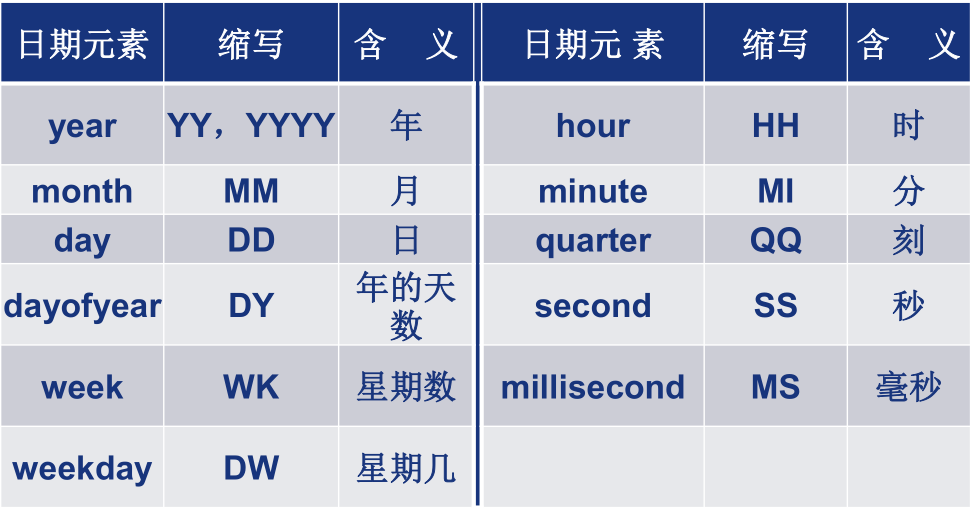 日期元素 缩写 含 义 日期元 素 缩写 含 义
year YY，YYYY 年 hour HH 时
month MM 月 minute MI 分
day DD 日 quarter QQ 刻
dayofyear DY 年的天
数 second SS 秒
week WK 星期数 millisecond MS 毫秒
weekday DW 星期几